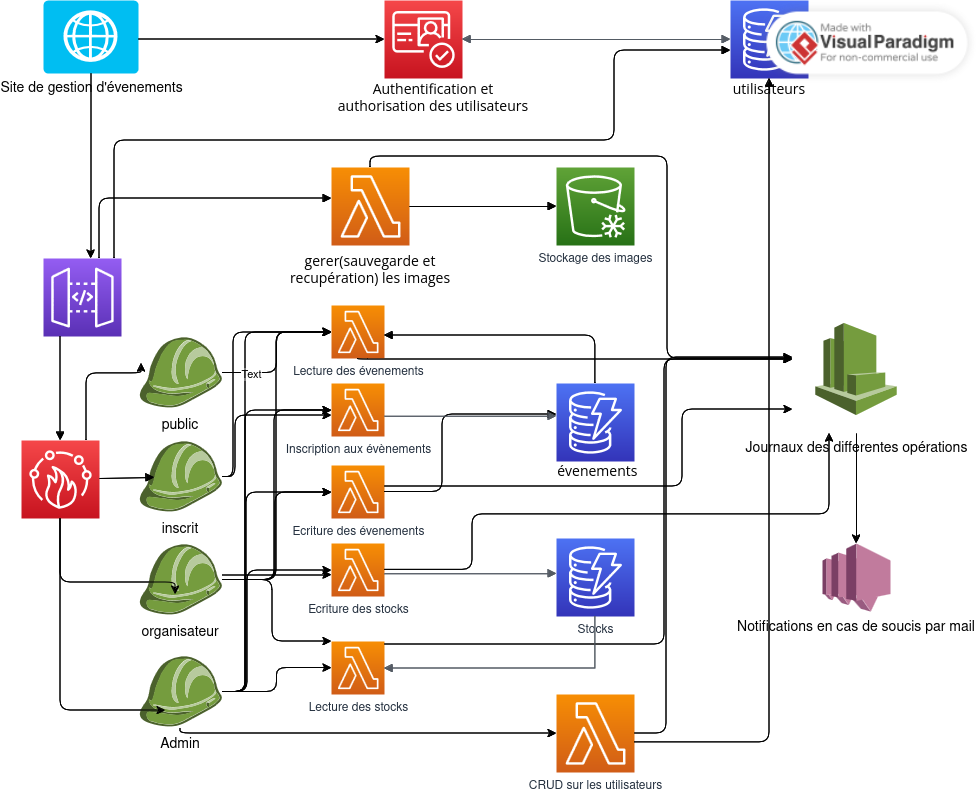 Made with
VisualParadigm
For non-commercial use
Site de gestion d'évenements
Authentification et
authorisation des utilisateurs
utilisateurs
gerer(sauvegarde et
recupération) les images
Stockage des images
Lecture des évenements
Text
public
Inscription aux évènements
évenements
Journaux des differentes opérations
inscrit
Ecriture des évenements
Ecriture des stocks
Stocks
organisateur
Notifications en cas de soucis par mail
Lecture des stocks
Admin
CRUD sur les utilisateurs